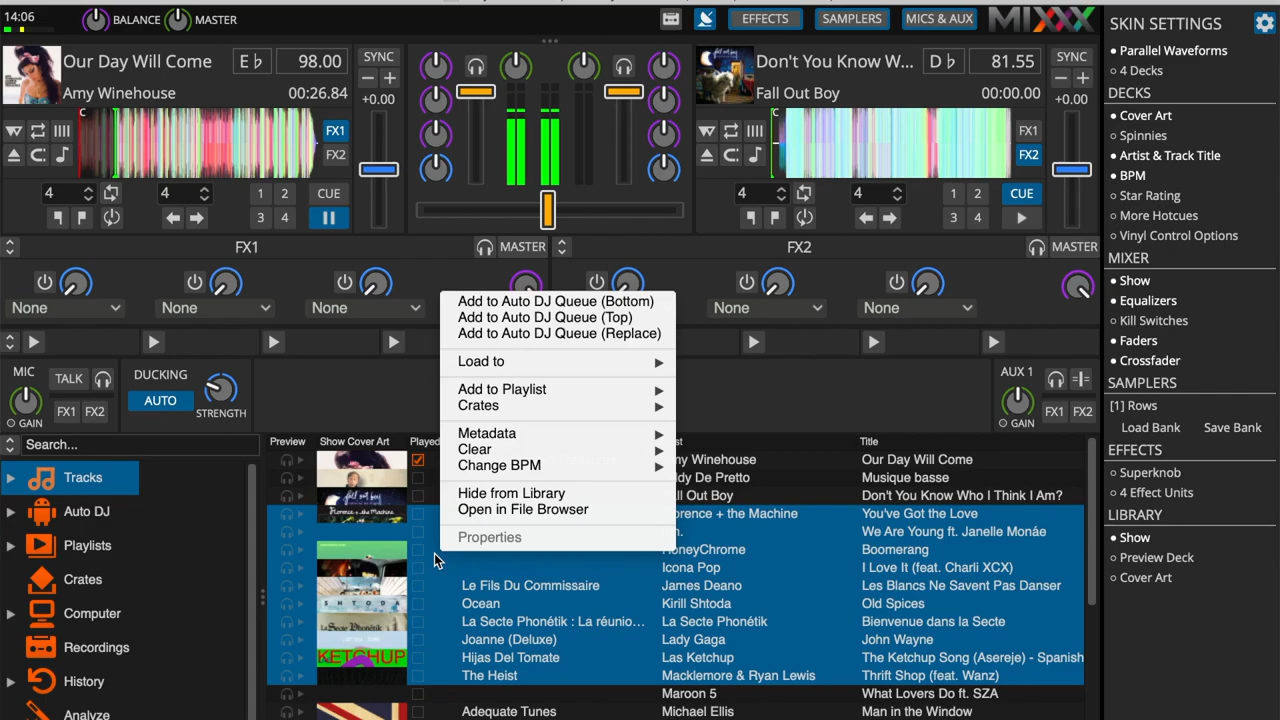 14:06
BALANCE
MASTER
EFFECTS
SAMPLERS
MICS & AUX
MIXXX
Our Day Will Come
E♭
98.00
Amy Winehouse
00:26.84
SYNC
+0.00
C
FX1
FX2
4
4
1 2
3 4
CUE
Don't You Know W...
D♭
81.55
Fall Out Boy
00:00.00
SYNC
+0.00
C
FX1
FX2
4
4
1 2
3 4
CUE
FX1
MASTER
FX2
MASTER
None
None
None
None
None
MIC
TALK
GAIN
FX1 FX2
DUCKING
AUTO
STRENGTH
AUX 1
GAIN
FX1 FX2
Add to Auto DJ Queue (Bottom)
Add to Auto DJ Queue (Top)
Add to Auto DJ Queue (Replace)
Load to
Add to Playlist
Crates
Metadata
Clear
Change BPM
Hide from Library
Open in File Browser
Properties
Search...
Tracks
Auto DJ
Playlists
Crates
Computer
Recordings
History
Analyze
Preview
Show Cover Art
Played
Title
Our Day Will Come
Musique basse
Don't You Know Who I Think I Am?
Florence + the Machine
You've Got the Love
We Are Young ft. Janelle Monáe
HoneyChrome
Boomerang
Icona Pop
I Love It (feat. Charli XCX)
Le Fils Du Commissaire
James Deano
Les Blancs Ne Savent Pas Danser
Ocean
Kirill Shtoda
Old Spices
SHTODA
La Secte Phonétik : La réunio...
La Secte Phonétik
Bienvenue dans la Secte
Joanne (Deluxe)
Lady Gaga
John Wayne
KETCHUP
Hijas Del Tomate
Las Ketchup
The Ketchup Song (Asereje) - Spanish
The Heist
Macklemore & Ryan Lewis
Thrift Shop (feat. Wanz)
Maroon 5
What Lovers Do ft. SZA
Adequate Tunes
Michael Ellis
Man in the Window
SKIN SETTINGS
Parallel Waveforms
4 Decks
DECKS
Cover Art
Spinnies
Artist & Track Title
BPM
Star Rating
More Hotcues
Vinyl Control Options
MIXER
Show
Equalizers
Kill Switches
Faders
Crossfader
SAMPLERS
[1] Rows
Load Bank
Save Bank
EFFECTS
Superknob
4 Effect Units
LIBRARY
Show
Preview Deck
Cover Art